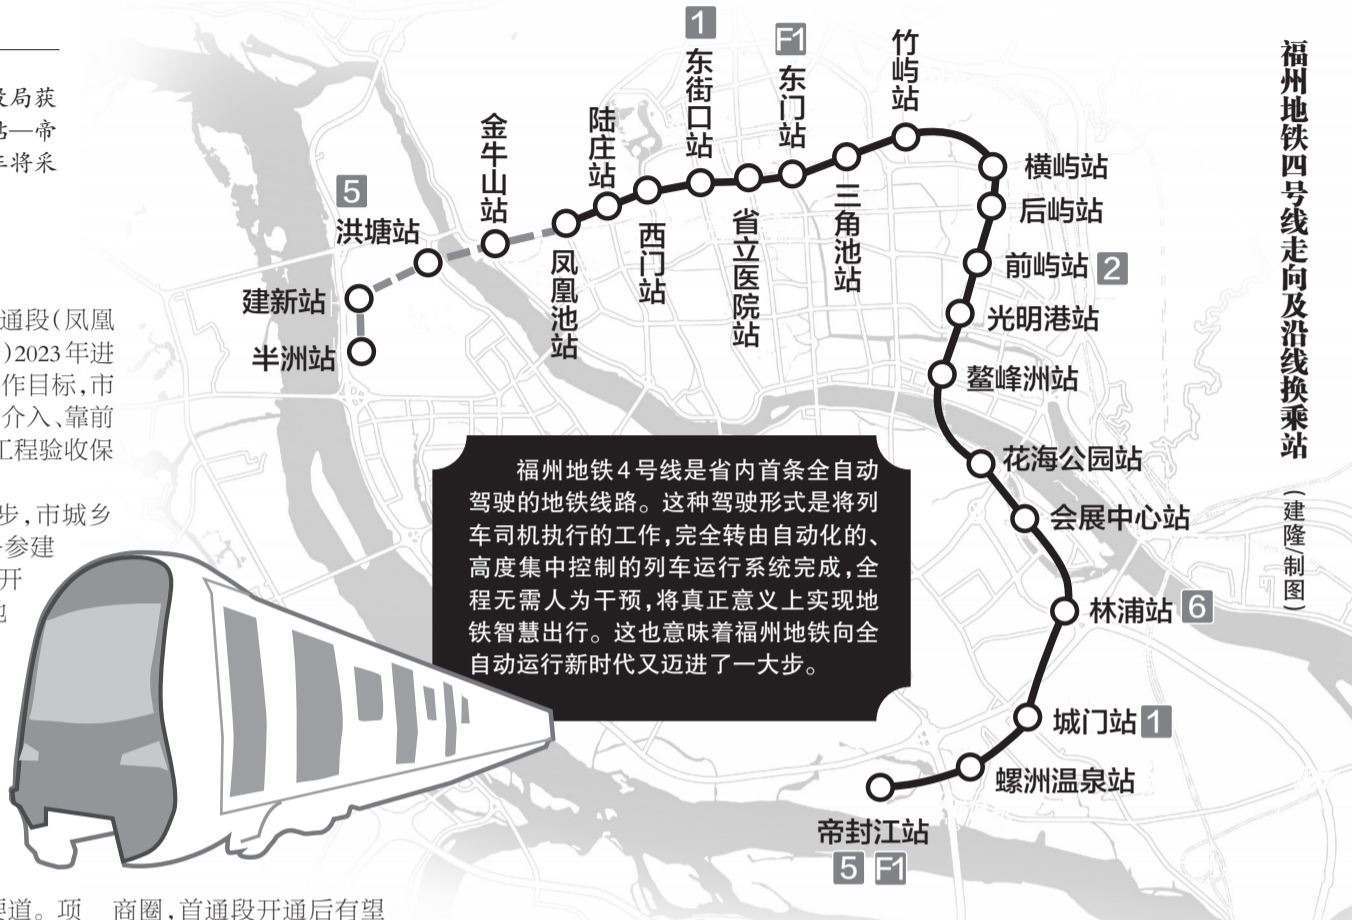 设局获
站—帝
年将采
通段(凤凰
)2023年进
作目标,市
介入、靠前
工程验收保
步,市城乡
参建
开
地
要道。项
商圈,首通段开通后有望
福州地铁四号线走向及沿线换乘站
(建隆/制图)
半洲站
建新站
5
洪塘站
金牛山站
凤凰池站
陆庄站
西门站
1
东街口站
省立医院站
F1
东门站
三角池站
竹屿站
横屿站
后屿站
前屿站 2
光明港站
鳌峰洲站
花海公园站
会展中心站
林浦站 6
城门站 1
螺洲温泉站
帝封江站
5 F1
福州地铁4号线是省内首条全自动
驾驶的地铁线路。这种驾驶形式是将列
车司机执行的工作,完全转由自动化的、
高度集中控制的列车运行系统完成,全
程无需人为干预,将真正意义上实现地
铁智慧出行。这也意味着福州地铁向全
自动运行新时代又迈进了一大步。